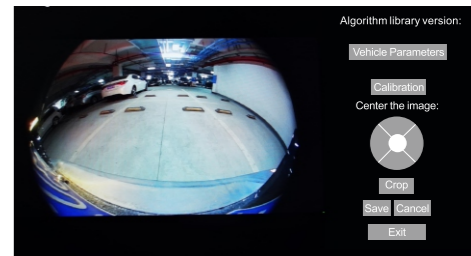 Algorithm library version:
Vehicle Parameters
Calibration
Center the image:
Crop
Save Cancel
Exit